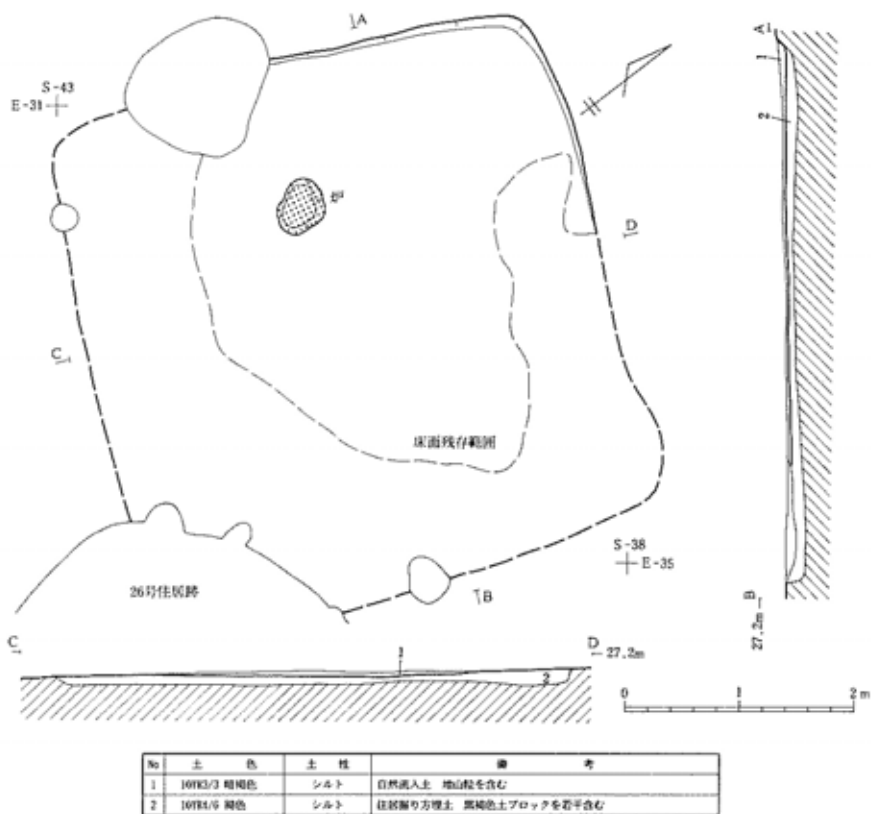 A
S-43
E-31
炉
D
C
床面残存範囲
S-38
E-35
26号住居跡
B
A
1
2
B
27.2m
C
1
D
27.2m
2
0 1 2m
No 土色 土性 備考
1 10YR3/3 暗褐色 シルト 自然流入土 地山粒を含む
2 10YR4/6 褐色 シルト 住居掘り方埋土 黒褐色土ブロックを若干含む